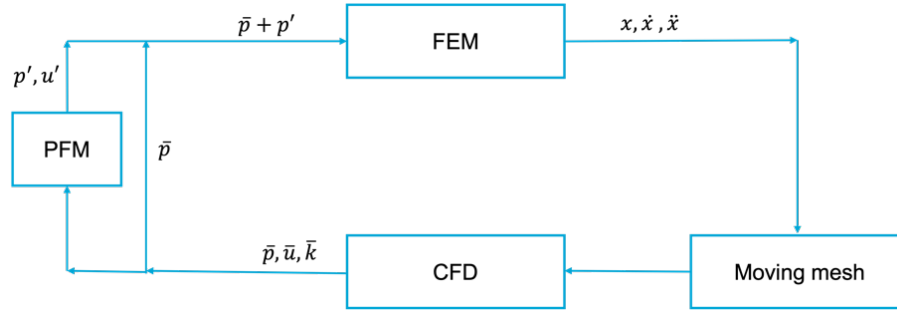 p̄ + p′
FEM
x, ẋ, ẍ
p′, u′
PFM
p̄
p̄, ū, k̄
CFD
Moving mesh